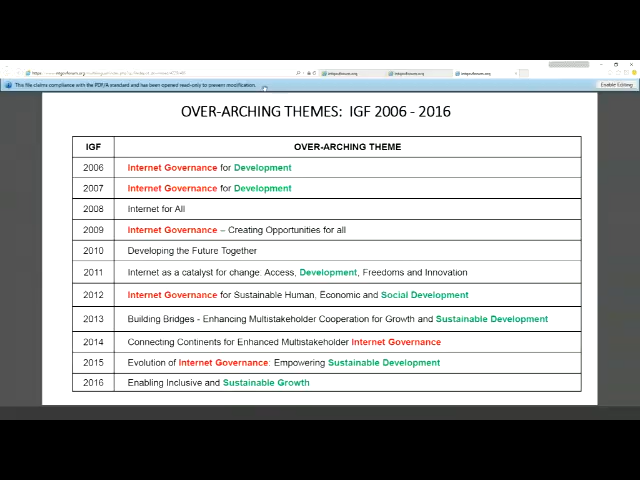 This file claims compliance with the PDF/A standard and has been opened read-only to prevent modification.
Enable Editing
OVER-ARCHING THEMES: IGF 2006 - 2016
IGF OVER-ARCHING THEME
2006 Internet Governance for Development
2007 Internet Governance for Development
2008 Internet for All
2009 Internet Governance – Creating Opportunities for all
2010 Developing the Future Together
2011 Internet as a catalyst for change: Access, Development, Freedoms and Innovation
2012 Internet Governance for Sustainable Human, Economic and Social Development
2013 Building Bridges - Enhancing Multistakeholder Cooperation for Growth and Sustainable Development
2014 Connecting Continents for Enhanced Multistakeholder Internet Governance
2015 Evolution of Internet Governance: Empowering Sustainable Development
2016 Enabling Inclusive and Sustainable Growth